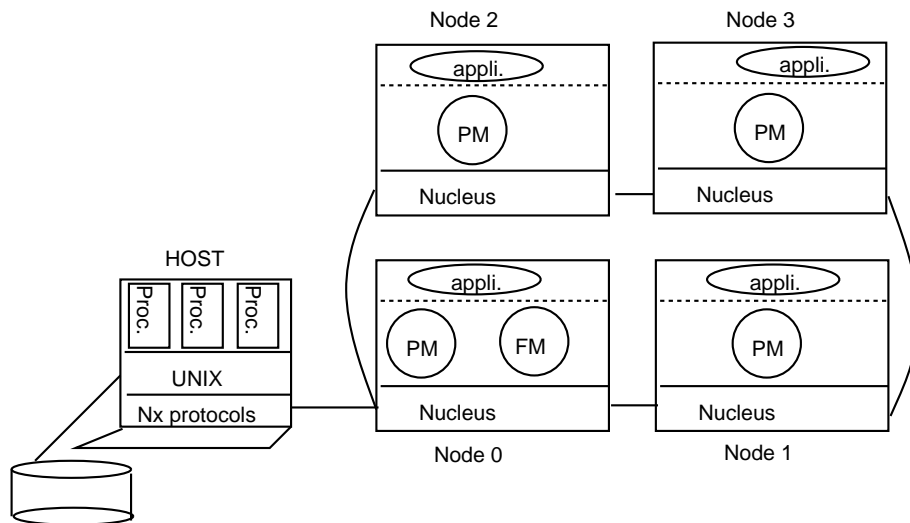 Node 2
Node 3
appli.
appli.
PM
PM
Nucleus
Nucleus
HOST
Proc.
Proc.
Proc.
UNIX
Nx protocols
appli.
appli.
PM
FM
PM
Nucleus
Nucleus
Node 0
Node 1